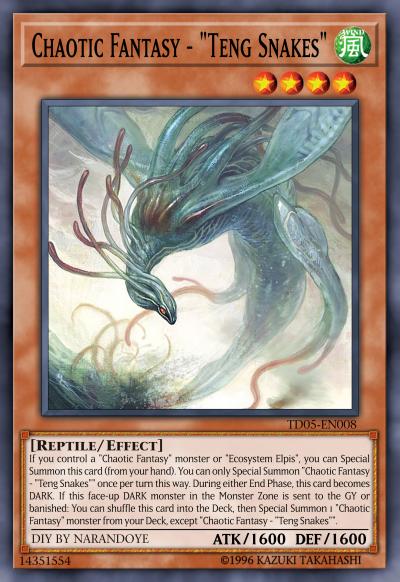 Chaotic Fantasy - "Teng Snakes"
WIND
風
TD05-EN008
[Reptile/Effect]
If you control a "Chaotic Fantasy" monster or "Ecosystem Elpis", you can Special
Summon this card (from your hand). You can only Special Summon "Chaotic Fantasy
- "Teng Snakes"" once per turn this way. During either End Phase, this card becomes
DARK. If this face-up DARK monster in the Monster Zone is sent to the GY or
banished: You can shuffle this card into the Deck, then Special Summon 1 "Chaotic
Fantasy" monster from your Deck, except "Chaotic Fantasy - "Teng Snakes"".
DIY BY NARANDOYE ATK/1600 DEF/1600
14351554 ©1996 KAZUKI TAKAHASHI